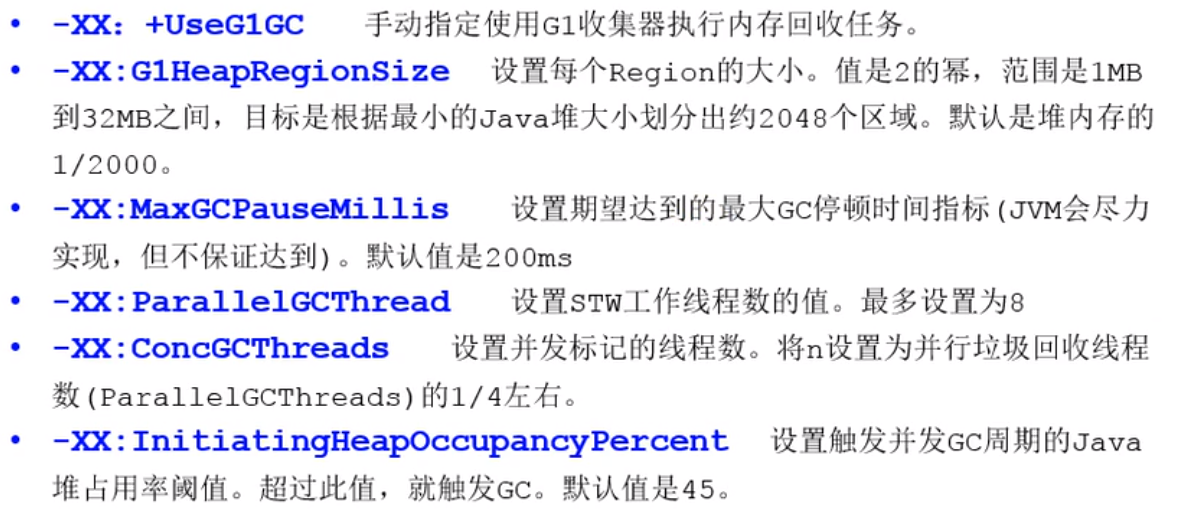 • -XX：+UseG1GC 手动指定使用G1收集器执行内存回收任务。
• -XX:G1HeapRegionSize 设置每个Region的大小。值是2的幂，范围是1MB
到32MB之间，目标是根据最小的Java堆大小划分出约2048个区域。默认是堆内存的
1/2000。
• -XX:MaxGCPauseMillis 设置期望达到的最大GC停顿时间指标(JVM会尽力
实现，但不保证达到)。默认值是200ms
• -XX:ParallelGCThread 设置STW工作线程数的值。最多设置为8
• -XX:ConcGCThreads 设置并发标记的线程数。将n设置为并行垃圾回收线程
数(ParallelGCThreads)的1/4左右。
• -XX:InitiatingHeapOccupancyPercent 设置触发并发GC周期的Java
堆占用率阈值。超过此值，就触发GC。默认值是45。